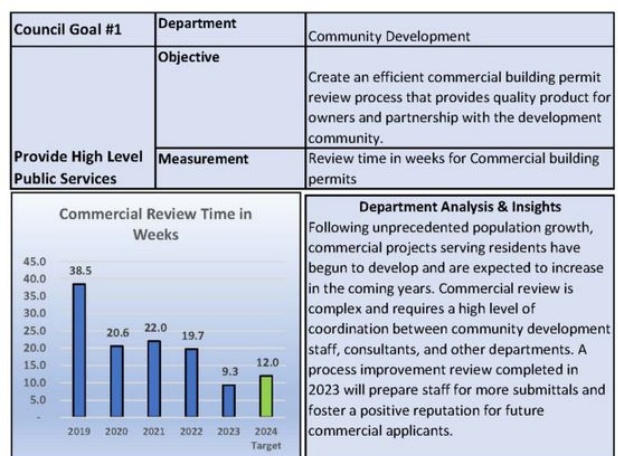 Council Goal #1
Department
Community Development
Provide High Level
Public Services
Objective
Create an efficient commercial building permit
review process that provides quality product for
owners and partnership with the development
community.
Measurement
Review time in weeks for Commercial building
permits
Commercial Review Time in
Weeks
45.0
40.0
35.0
30.0
25.0
20.0
15.0
10.0
5.0
-
38.5
20.6
22.0
19.7
9.3
12.0
2019 2020 2021 2022 2023 2024
Target
Department Analysis & Insights
Following unprecedented population growth,
commercial projects serving residents have
begun to develop and are expected to increase
in the coming years. Commercial review is
complex and requires a high level of
coordination between community development
staff, consultants, and other departments. A
process improvement review completed in
2023 will prepare staff for more submittals and
foster a positive reputation for future
commercial applicants.